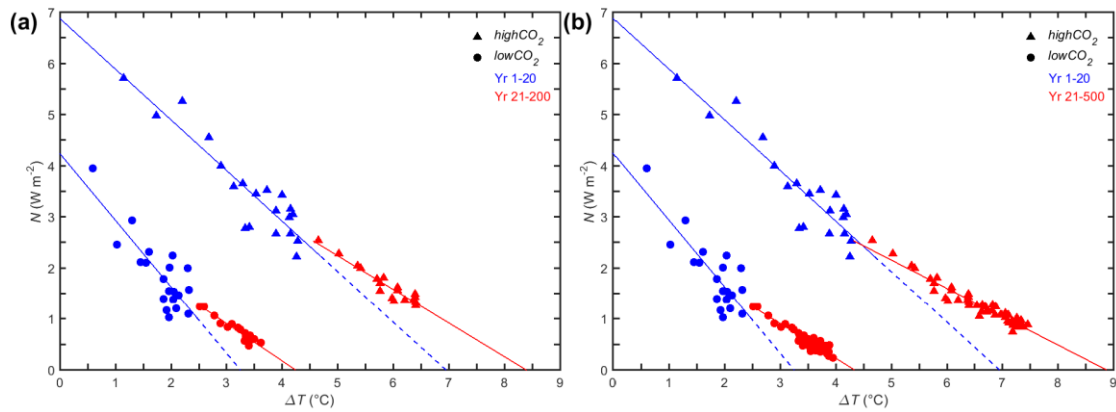 (a)
7
6
5
4
3
2
1
0
N (W m-2)
0 1 2 3 4 5 6 7 8 9
ΔT (°C)
highCO2
lowCO2
Yr 1-20
Yr 21-200
(b)
7
6
5
4
3
2
1
0
N (W m-2)
0 1 2 3 4 5 6 7 8 9
ΔT (°C)
highCO2
lowCO2
Yr 1-20
Yr 21-500